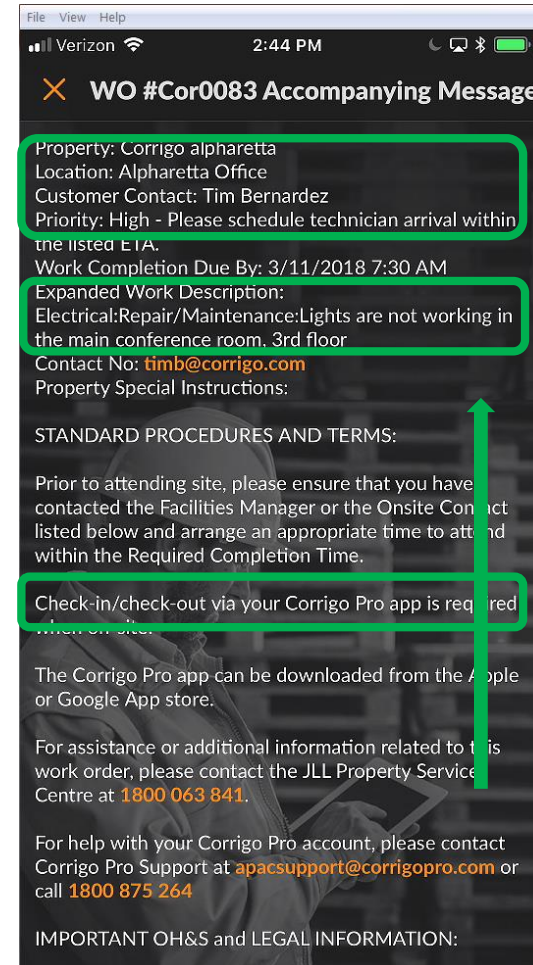 File View Help
Verizon 2:44 PM
WO #Cor0083 Accompanying Message
Property: Corrigo alpharetta
Location: Alpharetta Office
Customer Contact: Tim Bernardez
Priority: High - Please schedule technician arrival within
the listed ETA.
Work Completion Due By: 3/11/2018 7:30 AM
Expanded Work Description:
Electrical:Repair/Maintenance:Lights are not working in
the main conference room, 3rd floor
Contact No: timb@corrigo.com
Property Special Instructions:
STANDARD PROCEDURES AND TERMS:
Prior to attending site, please ensure that you have
contacted the Facilities Manager or the Onsite Contact
listed below and arrange an appropriate time to attend
within the Required Completion Time.
Check-in/check-out via your Corrigo Pro app is required
when on-site.
The Corrigo Pro app can be downloaded from the Apple
or Google App store.
For assistance or additional information related to this
work order, please contact the JLL Property Service
Centre at 1800 063 841.
For help with your Corrigo Pro account, please contact
Corrigo Pro Support at apacsupport@corrigopro.com or
call 1800 875 264
IMPORTANT OH&S and LEGAL INFORMATION: